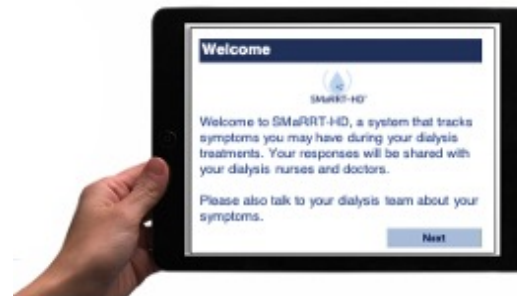 Welcome
SMaRRT-HD™
Welcome to SMaRRT-HD, a system that tracks
symptoms you may have during your dialysis
treatments. Your responses will be shared with
your dialysis nurses and doctors.
Please also talk to your dialysis team about your
symptoms.
Next